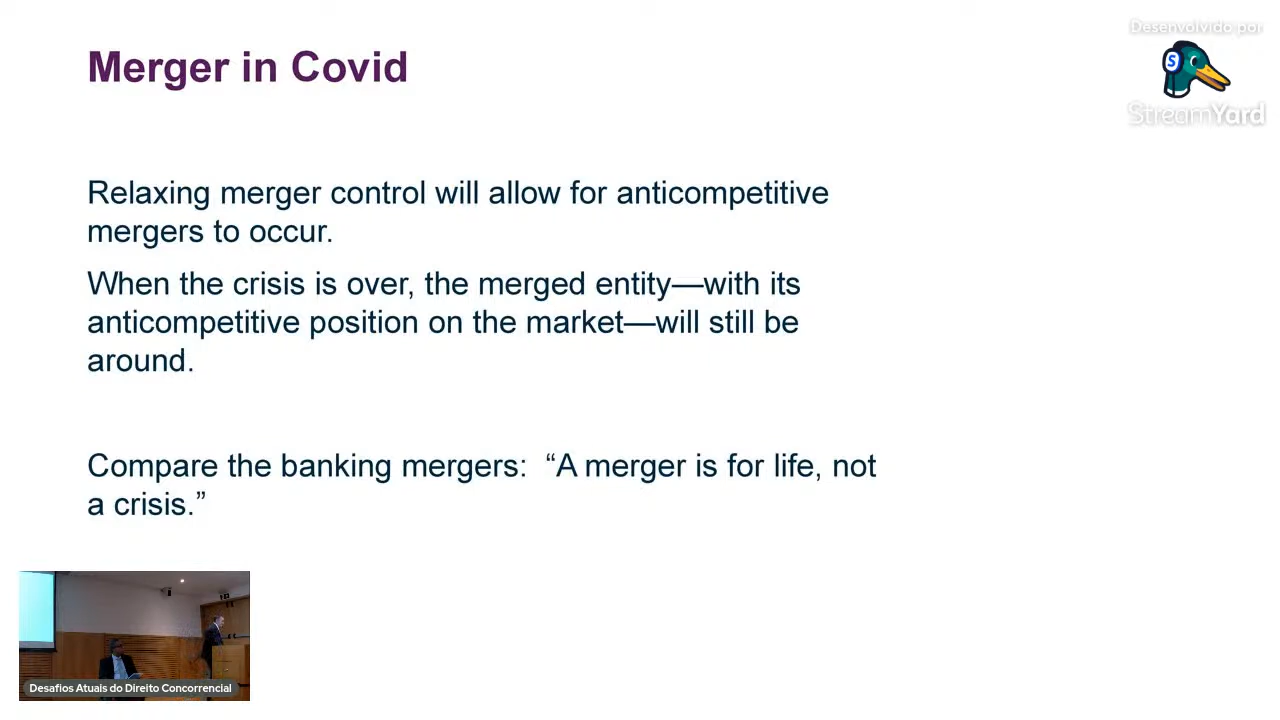 Desenvolvido por
StreamYard
Merger in Covid
Relaxing merger control will allow for anticompetitive
mergers to occur.
When the crisis is over, the merged entity—with its
anticompetitive position on the market—will still be
around.
Compare the banking mergers:  “A merger is for life, not
a crisis.”
Desafios Atuais do Direito Concorrencial